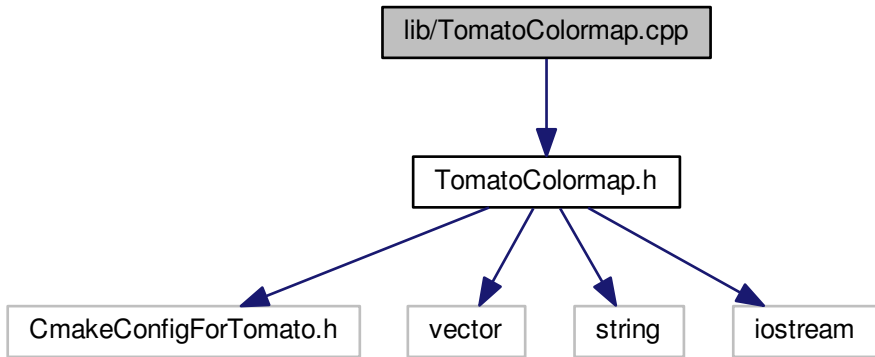 lib/TomatoColormap.cpp
TomatoColormap.h
CmakeConfigForTomato.h
vector
string
iostream